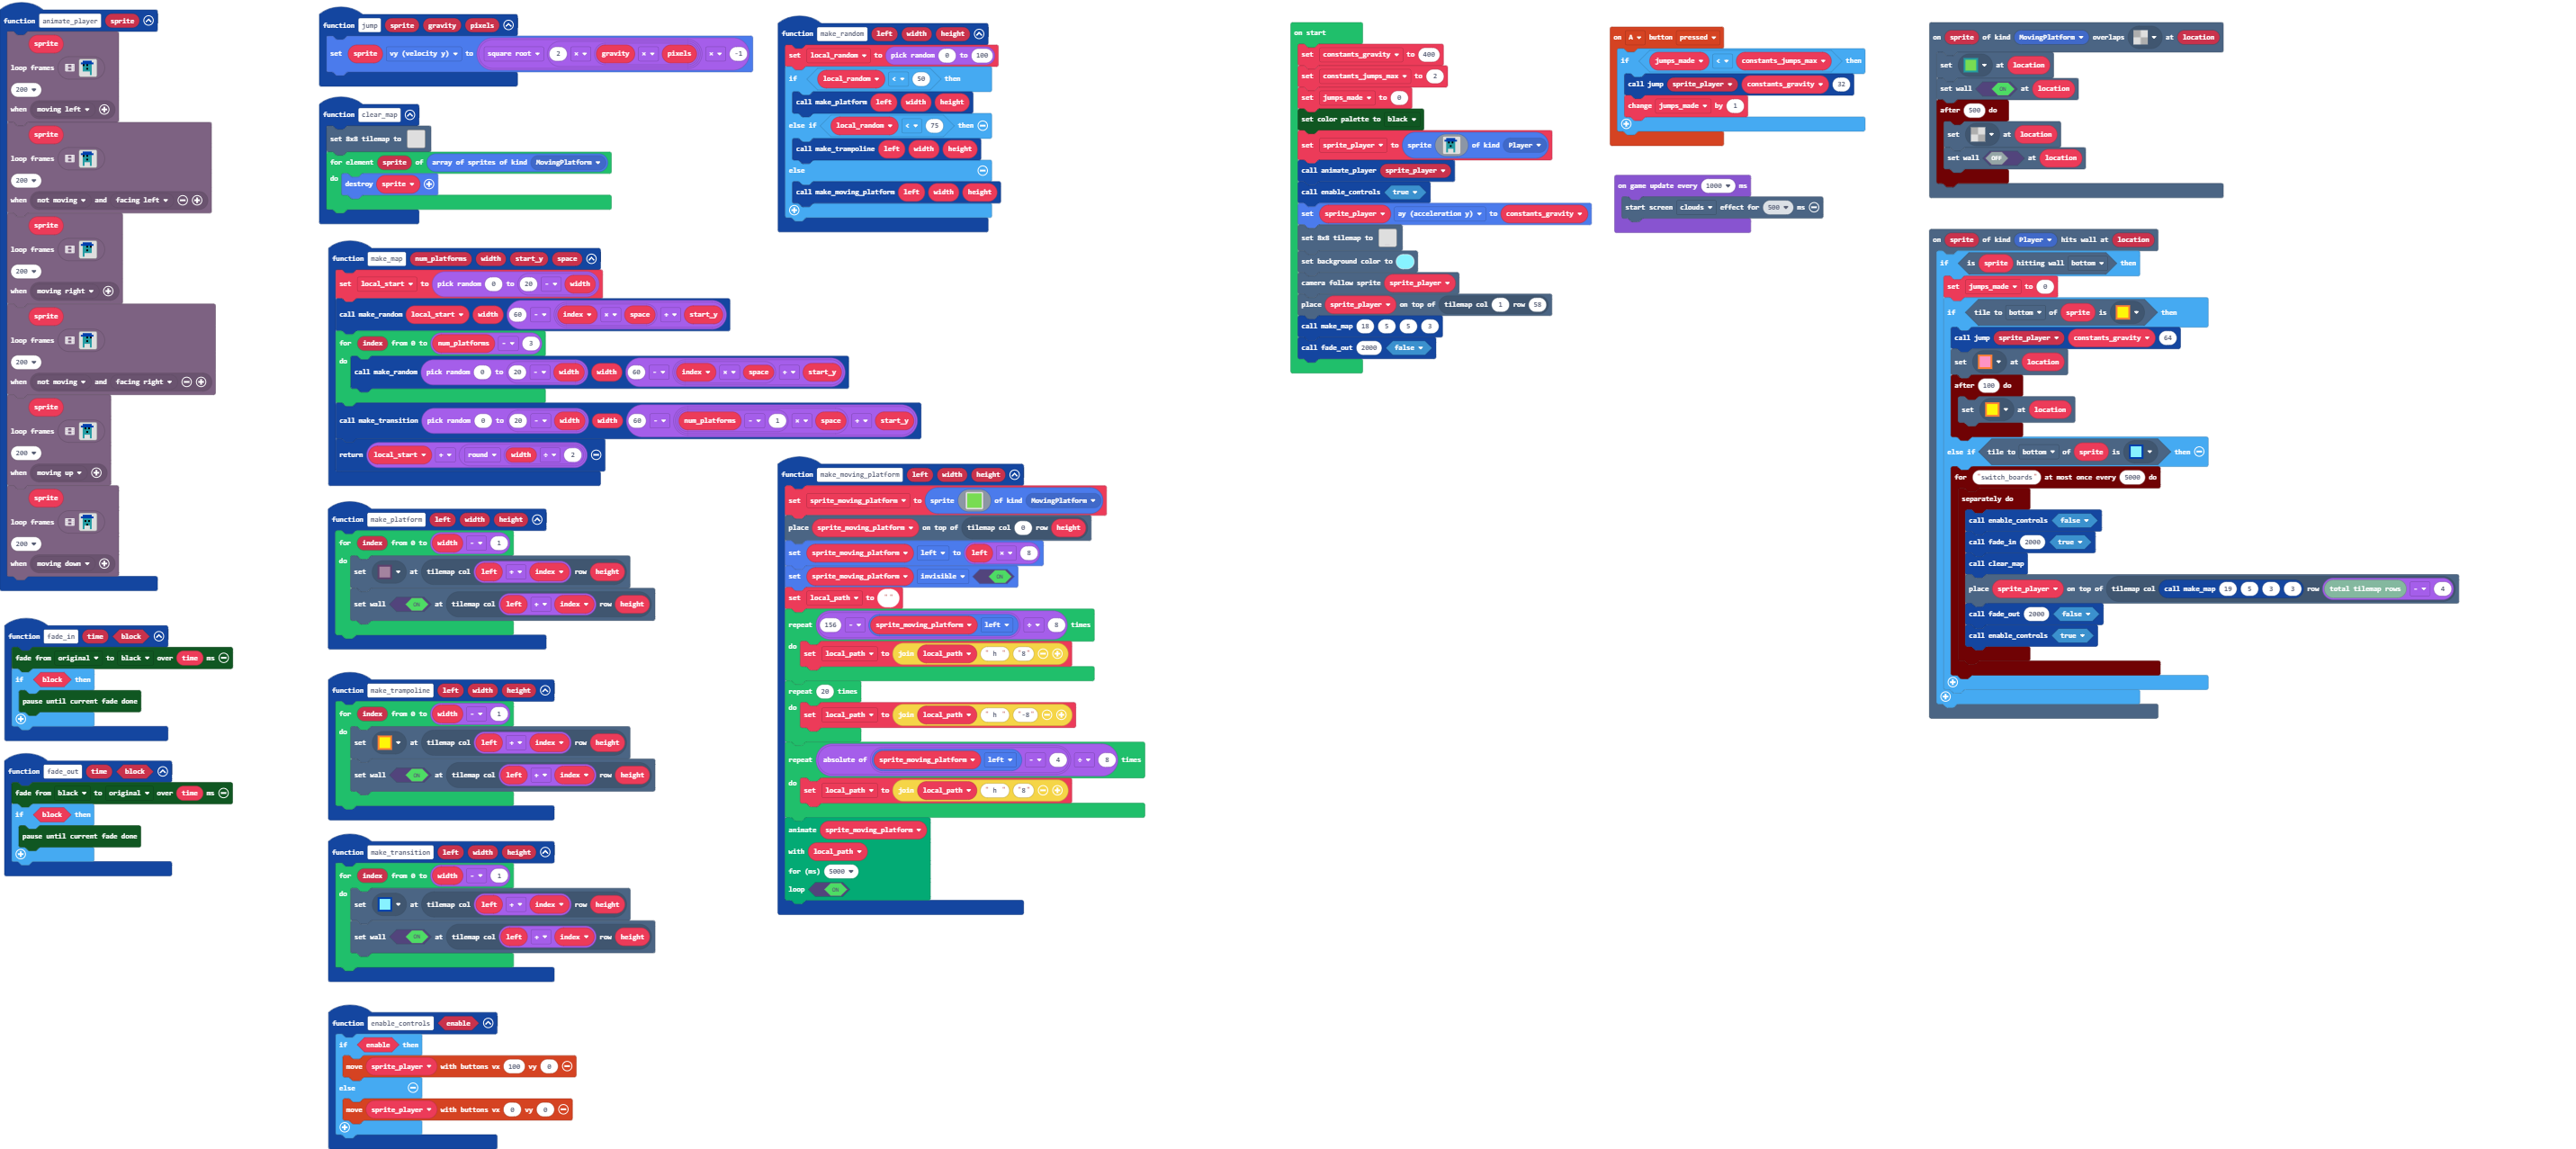 function animate_player sprite
sprite
loop frames
200
when moving left
sprite
loop frames
200
when not moving and facing left
sprite
loop frames
200
when moving right
sprite
loop frames
200
when not moving and facing right
sprite
loop frames
200
when moving up
sprite
loop frames
200
when moving down
function fade_in time block
fade from original to black over time ms
if block then
pause until current fade done
function fade_out time block
fade from black to original over time ms
if block then
pause until current fade done
function jump sprite gravity pixels
set sprite vy (velocity y) to square root 2 × gravity × pixels × -1
function clear_map
set 8x8 tilemap to
for element sprite of array of sprites of kind MovingPlatform
do
destroy sprite
function make_map num_platforms width start_y space
set local_start to pick random 0 to 20 - width
call make_random local_start width 60 - index × space + start_y
for index from 0 to num_platforms - 3
do
call make_random pick random 0 to 20 - width width 60 - index × space + start_y
call make_transition pick random 0 to 20 - width width 60 - num_platforms - 1 × space + start_y
return local_start + round width ÷ 2
function make_platform left width height
for index from 0 to width - 1
do
set at tilemap col left + index row height
set wall ON at tilemap col left + index row height
function make_trampoline left width height
for index from 0 to width - 1
do
set at tilemap col left + index row height
set wall ON at tilemap col left + index row height
function make_transition left width height
for index from 0 to width - 1
do
set at tilemap col left + index row height
set wall ON at tilemap col left + index row height
function enable_controls enable
if enable then
move sprite_player with buttons vx 100 vy 0
else
move sprite_player with buttons vx 0 vy 0
function make_random left width height
set local_random to pick random 0 to 100
if local_random < 50 then
call make_platform left width height
else if local_random < 75 then
call make_trampoline left width height
else
call make_moving_platform left width height
function make_moving_platform left width height
set sprite_moving_platform to sprite of kind MovingPlatform
place sprite_moving_platform on top of tilemap col 0 row height
set sprite_moving_platform left to left × 8
set sprite_moving_platform invisible ON
set local_path to " "
repeat 156 - sprite_moving_platform left ÷ 8 times
do
set local_path to join local_path " h " "8"
repeat 20 times
do
set local_path to join local_path " h " "-8"
repeat absolute of sprite_moving_platform left - 4 ÷ 8 times
do
set local_path to join local_path " h " "8"
animate sprite_moving_platform
with local_path
for (ms) 5000
loop ON
on start
set constants_gravity to 400
set constants_jumps_max to 2
set jumps_made to 0
set color palette to black
set sprite_player to sprite of kind Player
call animate_player sprite_player
call enable_controls true
set sprite_player ay (acceleration y) to constants_gravity
set 8x8 tilemap to
set background color to
camera follow sprite sprite_player
place sprite_player on top of tilemap col 1 row 58
call make_map 18 5 5 3
call fade_out 2000 false
on A button pressed
if jumps_made < constants_jumps_max then
call jump sprite_player constants_gravity 32
change jumps_made by 1
on game update every 1000 ms
start screen clouds effect for 500 ms
on sprite of kind MovingPlatform overlaps at location
set at location
set wall ON at location
after 500 do
set at location
set wall OFF at location
on sprite of kind Player hits wall at location
if is sprite hitting wall bottom then
set jumps_made to 0
if tile to bottom of sprite is then
call jump sprite_player constants_gravity 64
set at location
after 100 do
set at location
else if tile to bottom of sprite is then
for "switch_boards" at most once every 5000 do
separately do
call enable_controls false
call fade_in 2000 true
call clear_map
place sprite_player on top of tilemap col call make_map 19 5 3 3 row total tilemap rows - 4
call fade_out 2000 false
call enable_controls true